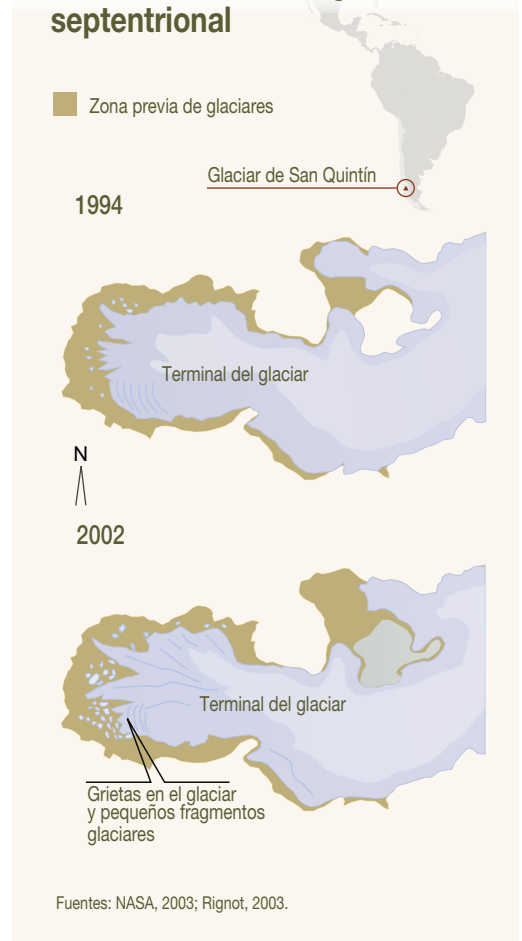 septentrional
Zona previa de glaciares
Glaciar de San Quintín
1994
Terminal del glaciar
N
2002
Terminal del glaciar
Grietas en el glaciar
y pequeños fragmentos
glaciares
Fuentes: NASA, 2003; Rignot, 2003.